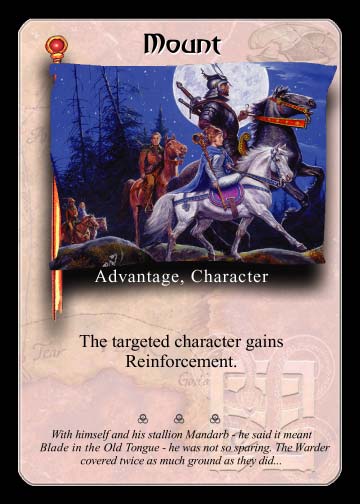 Mount
Advantage, Character
The targeted character gains
Reinforcement.
Tear
With himself and his stallion Mandarb - he said it meant
Blade in the Old Tongue - he was not so sparing. The Warder
covered twice as much ground as they did...